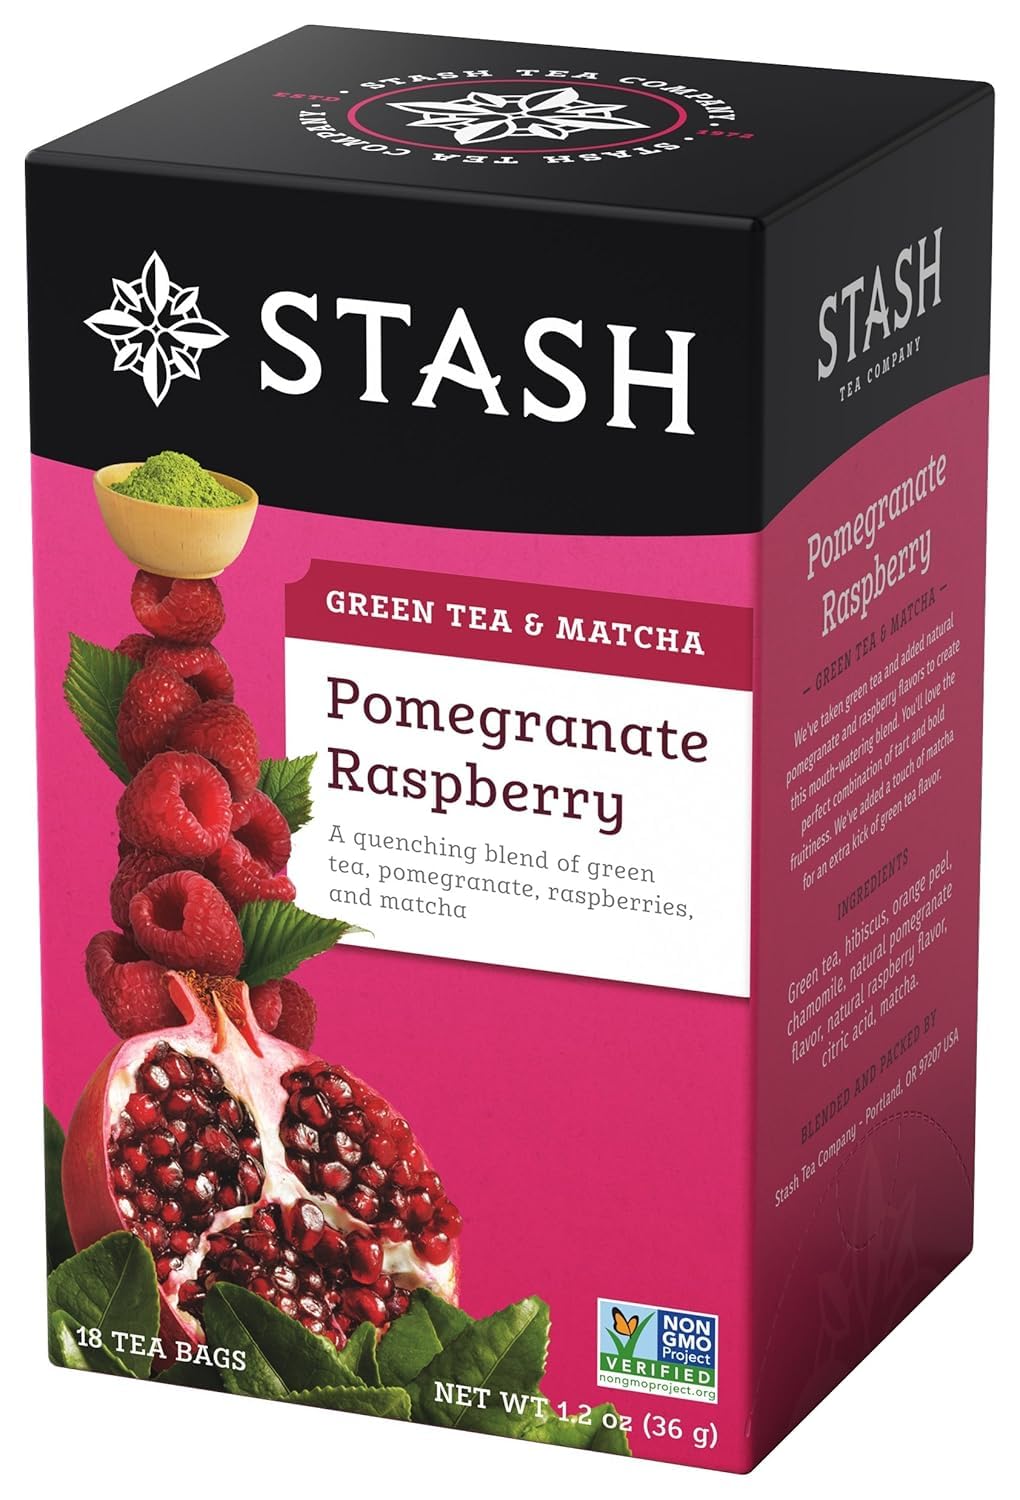 STASH TEA COMPANY
ESTD
1972
STASH TEA COMPANY
STASH
GREEN TEA & MATCHA
Pomegranate
Raspberry
A quenching blend of green
tea, pomegranate, raspberries,
and matcha
18 TEA BAGS
NET WT 1.2 oz (36 g)
NON
GMO
Project
VERIFIED
nongmoproject.org
STASH
TEA COMPANY
Pomegranate
Raspberry
— GREEN TEA & MATCHA —
We've taken green tea and added natural
pomegranate and raspberry flavors to create
this mouth-watering blend. You'll love the
perfect combination of tart and bold
fruitiness. We've added a touch of matcha
for an extra kick of green tea flavor.
INGREDIENTS
Green tea, hibiscus, orange peel,
chamomile, natural pomegranate
flavor, natural raspberry flavor,
citric acid, matcha.
BLENDED AND PACKED BY
Stash Tea Company - Portland, OR 97207 USA